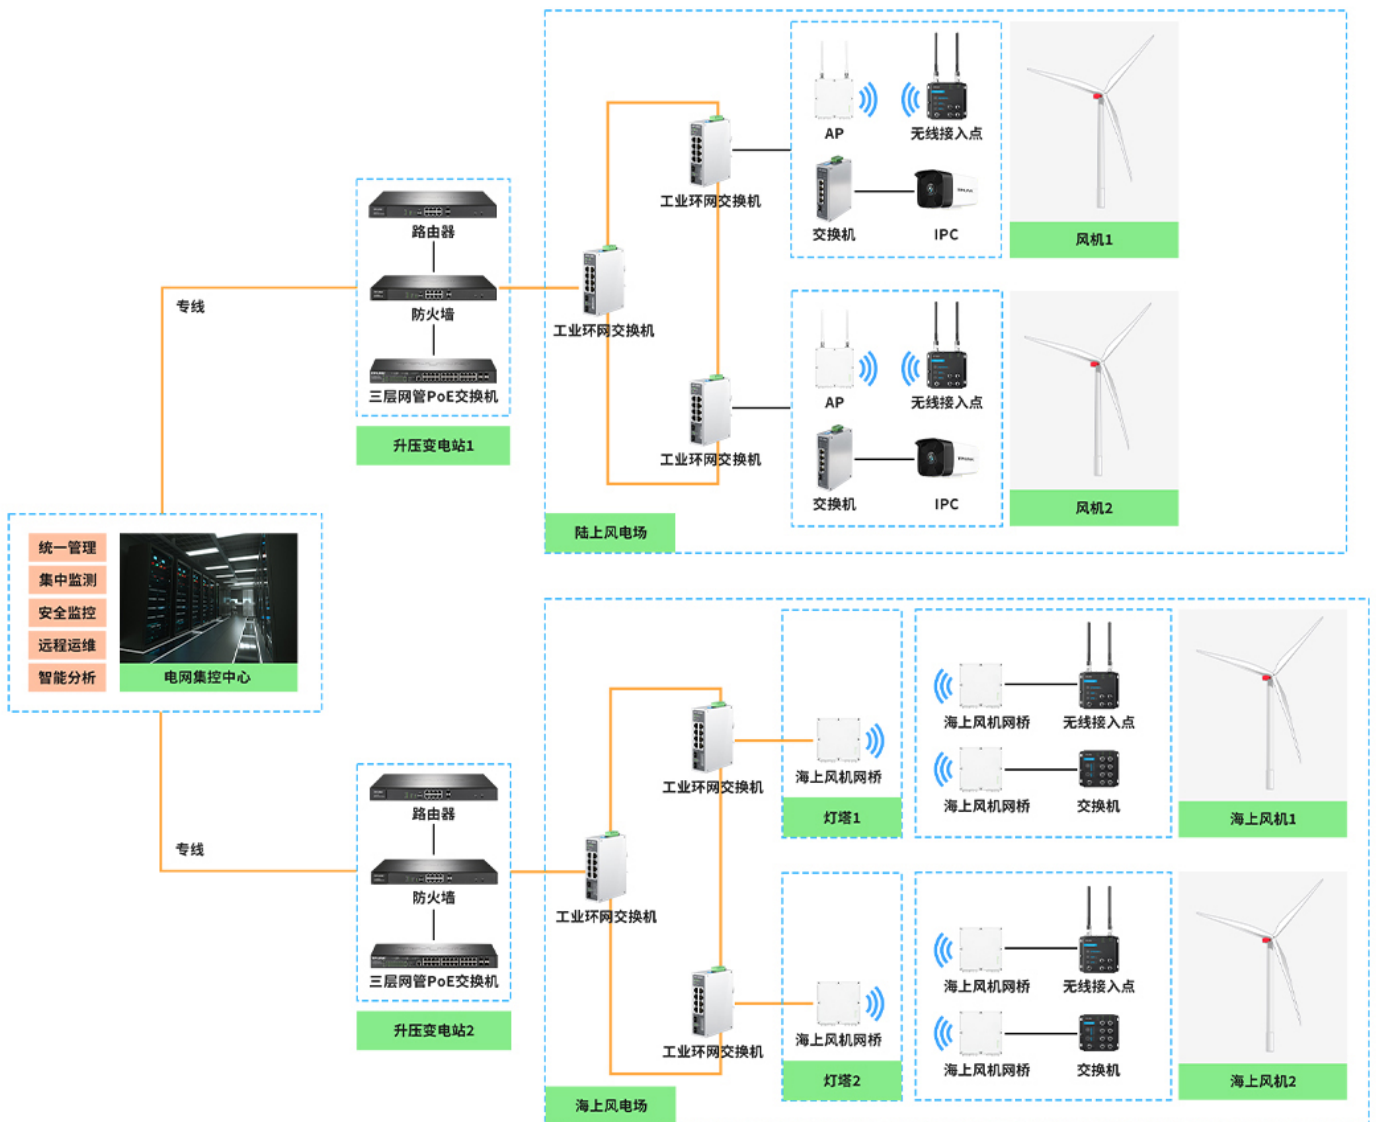 AP
无线接入点
工业环网交换机
交换机
IPC
风机1
路由器
防火墙
三层网管PoE交换机
升压变电站1
专线
工业环网交换机
AP
无线接入点
工业环网交换机
交换机
IPC
风机2
陆上风电场
统一管理
集中监测
安全监控
远程运维
智能分析
电网集控中心
专线
路由器
防火墙
三层网管PoE交换机
升压变电站2
工业环网交换机
工业环网交换机
海上风机网桥
灯塔1
海上风机网桥
无线接入点
海上风机网桥
交换机
海上风机1
工业环网交换机
海上风机网桥
灯塔2
海上风机网桥
无线接入点
海上风机网桥
交换机
海上风机2
海上风电场